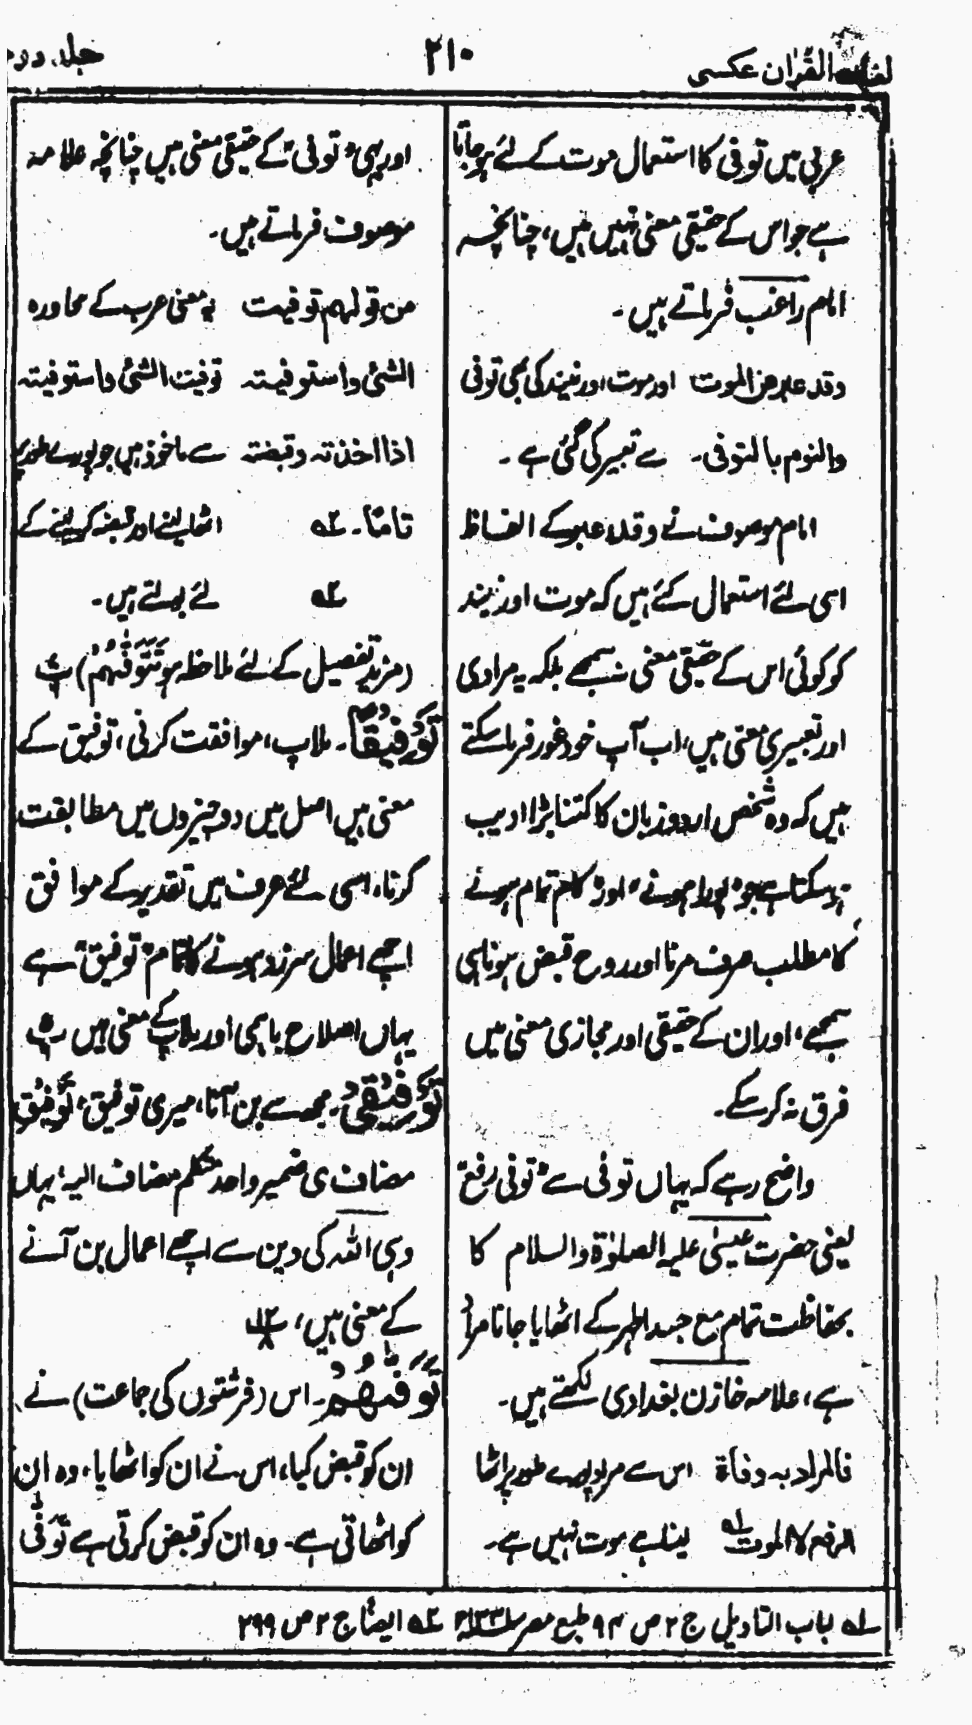 لغات القرآن عکسی
۲۱۰
جلد دوم
عربی میں توفی کا استعمال موت کے لئے ہو جاتا
ہے جو اس کے حقیقی معنی نہیں ہیں، چنانچہ
امام راغب فرماتے ہیں۔
وقد عبر عن الموت اور موت اور نیند کی بھی توفی
والنوم بالتوفی۔ سے تعبیر کی گئی ہے۔
امام موصوف نے وقد عبر کے الفاظ
اسی لئے استعمال کئے ہیں کہ موت اور نیند
کو کوئی اس کے حقیقی معنی نہ سمجھے بلکہ یہ مرادی
اور تعبیری معنی ہیں، اب آپ خود غور فرما سکتے
ہیں کہ وہ شخص اردو زبان کا کتنا بڑا ادیب
ہو سکتا ہے جو "پورا ہونے" اور "کام تمام ہونے"
کا مطلب صرف مرنا اور روح قبض ہونا ہی
سمجھے، اور ان کے حقیقی اور مجازی معنی میں
فرق نہ کر سکے۔
واضح رہے کہ یہاں توفی سے "توفی رفع"
یعنی حضرت عیسیٰ علیہ الصلوٰۃ والسلام کا
بحفاظت تمام مع جسد اطہر کے اٹھایا جانا مراد
ہے، علامہ خازن بغدادی لکھتے ہیں۔
فالمراد بہ وفاۃ اس سے مراد پورے طور پر اٹھا
الرفع لا الموت لہ لینا ہے موت نہیں ہے۔
اور یہی "توفی" کے حقیقی معنی ہیں چنانچہ علامہ
موصوف فرماتے ہیں۔
من قولہم توفیت یہ معنی عرب کے محاورہ
الشئ واستوفیتہ توفیت الشئ واستوفیتہ
اذا اخذتہ وقبضتہ سے ماخوذ ہیں جو پورے طور پر
تامًّا۔ ۲ہ اٹھا لینے اور قبضہ کر لینے کے
۲ہ لئے بولتے ہیں۔
(مزید تفصیل کے لئے ملاحظہ ہو تَتَوَفّٰہُمْ)
تَوْفِیْقًا۔ ملاپ، موافقت کرنی، توفیق کے
معنی ہیں اصل میں دو چیزوں میں مطابقت
کرنا، اسی لئے عرف میں تقدیر کے موافق
اچھے اعمال سرزد ہونے کا نام "توفیق" ہے
یہاں اصلاح باہمی اور ملاپ کے معنی ہیں
تَوْفِیْقِیْ۔ مجھ سے بن آنا، میری توفیق، تَوْفِیْقِ
مضاف ی ضمیر واحد متکلم مضاف الیہ، یہاں
وہی اللہ کی دین سے اچھے اعمال بن آنے
کے معنی ہیں،
تَوَفَّتْہُمْ۔ اس (فرشتوں کی جماعت) نے
ان کو قبض کیا، اس نے ان کو اٹھایا، وہ ان
کو اٹھاتی ہے۔ وہ ان کو قبض کرتی ہے تَوَفّٰی
لہ باب التاویل ج ۲ ص طبع مصر ۲ہ ایضًا ج ۲ ص ۲۹۹